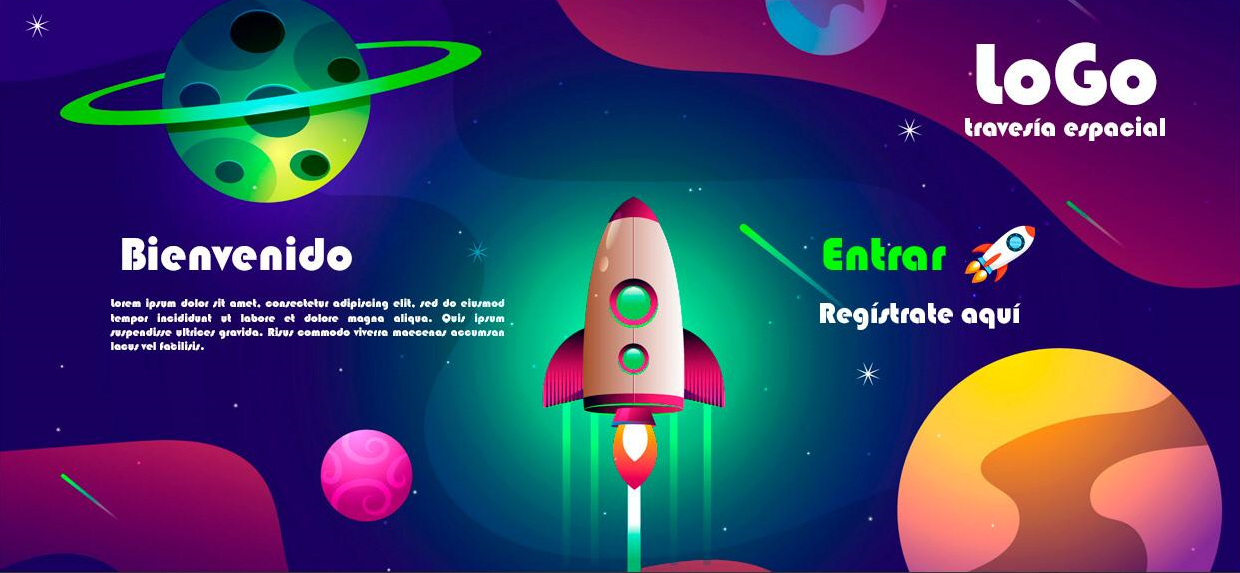 LoGo
travesía espacial
Bienvenido
Entrar
Regístrate aquí
lorem ipsum dolor sit amet, consectetur adipiscing elit, sed do eiusmod
tempor incididunt ut labore et dolore magna aliqua. Quis ipsum
suspendisse ultrices gravida. Risus commodo viverra maecenas accumsan
lacus vel facilisis.